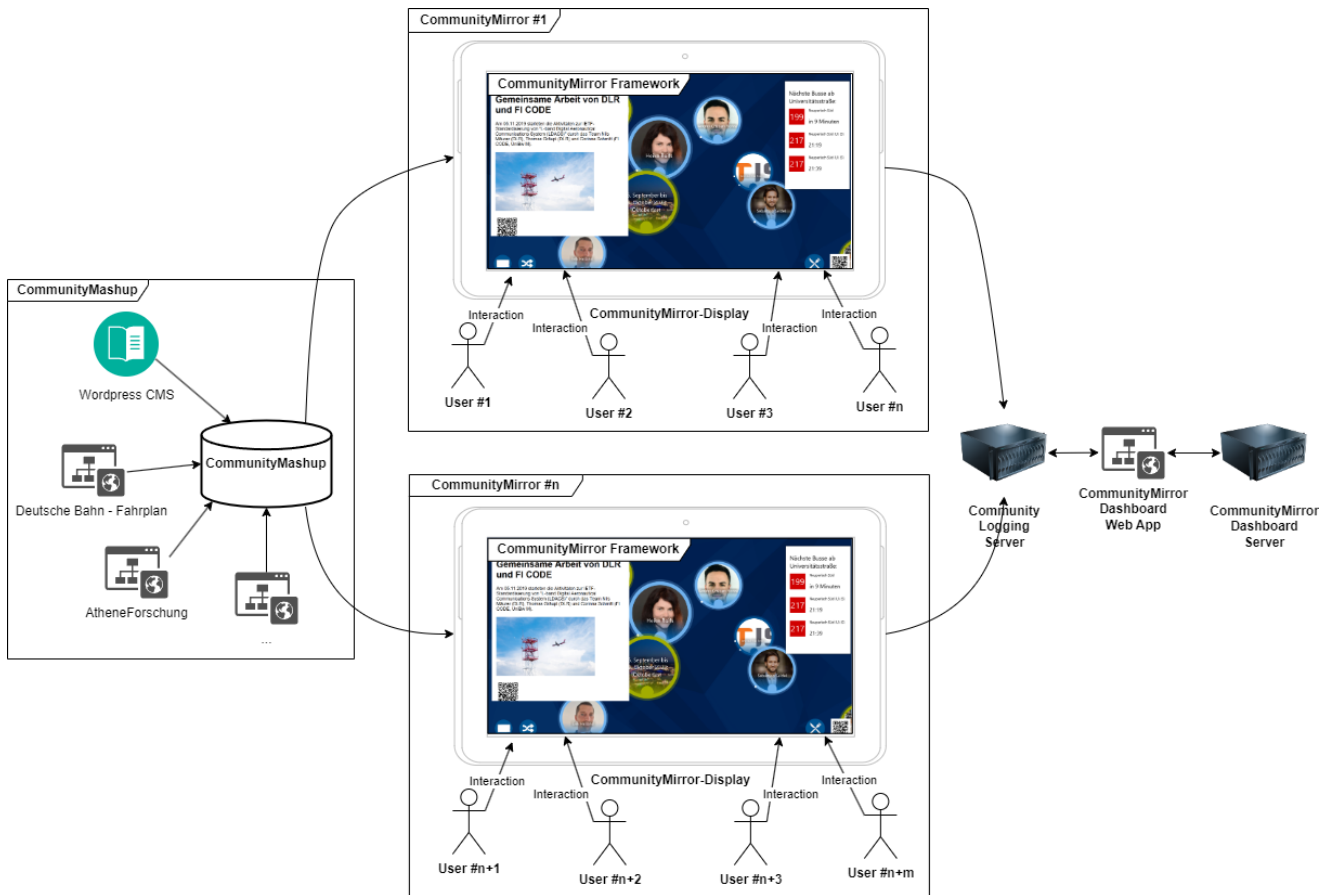 CommunityMirror #1
CommunityMirror Framework
Gemeinsame Arbeit von DLR
und FI CODE
Nächste Busse ab
Universitätsstraße
199
in 9 Minuten
217
21:19
217
21:39
Interaction
Interaction
CommunityMirror-Display
Interaction
Interaction
User #1
User #2
User #3
User #n
CommunityMashup
Wordpress CMS
CommunityMashup
Deutsche Bahn - Fahrplan
AtheneForschung
...
CommunityMirror #n
CommunityMirror Framework
Gemeinsame Arbeit von DLR
und FI CODE
Nächste Busse ab
Universitätsstraße
199
in 9 Minuten
217
21:19
217
21:39
Interaction
Interaction
CommunityMirror-Display
Interaction
Interaction
User #n+1
User #n+2
User #n+3
User #n+m
Community
Logging
Server
CommunityMirror
Dashboard
Web App
CommunityMirror
Dashboard
Server